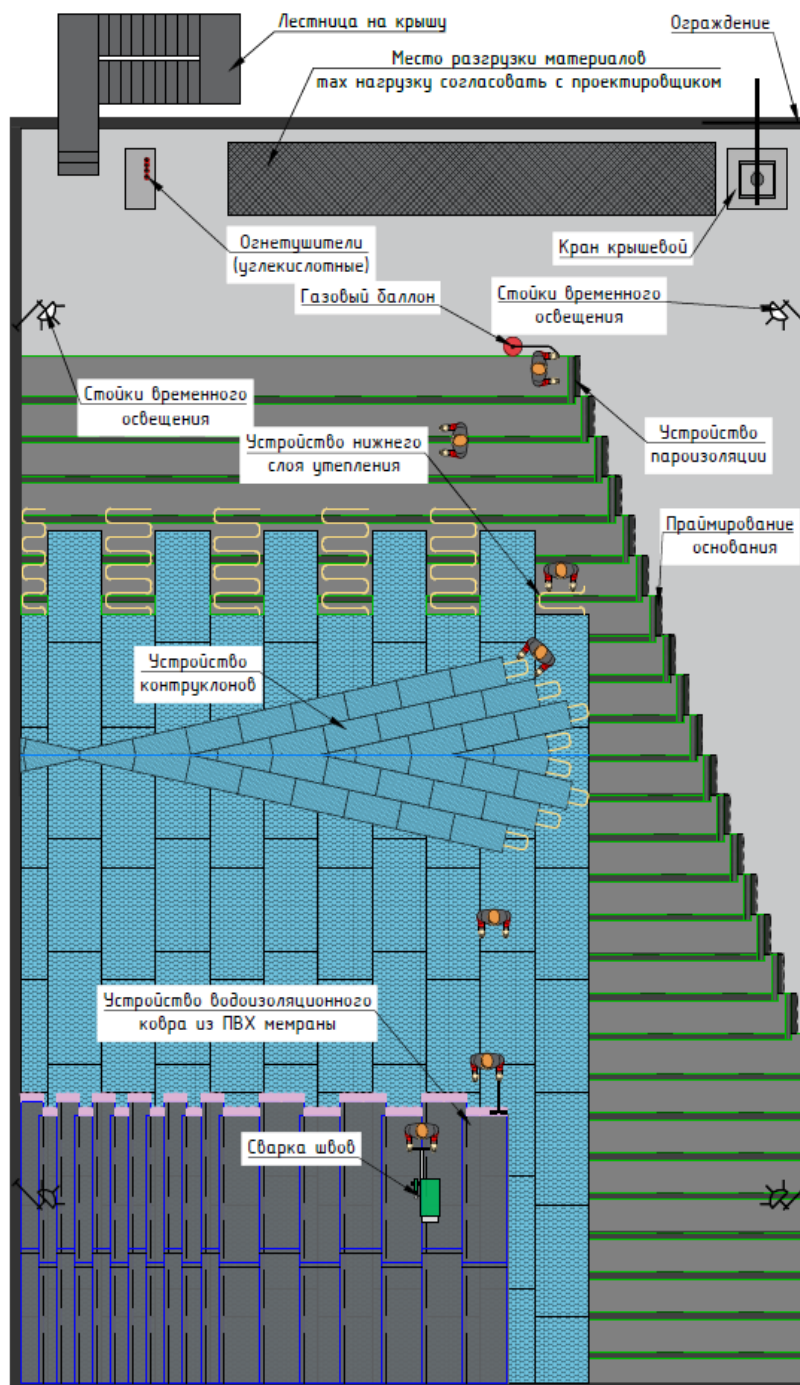 Лестница на крышу
Ограждение
Место разгрузки материалов
max нагрузку согласовать с проектировщиком
Огнетушители
(углекислотные)
Кран крышевой
Газовый баллон
Стойки временного
освещения
Стойки временного
освещения
Устройство нижнего
слоя утепления
Устройство
пароизоляции
Праймирование
основания
Устройство
контруклонов
Устройство водоизоляционного
ковра из ПВХ мемраны
Сварка швов